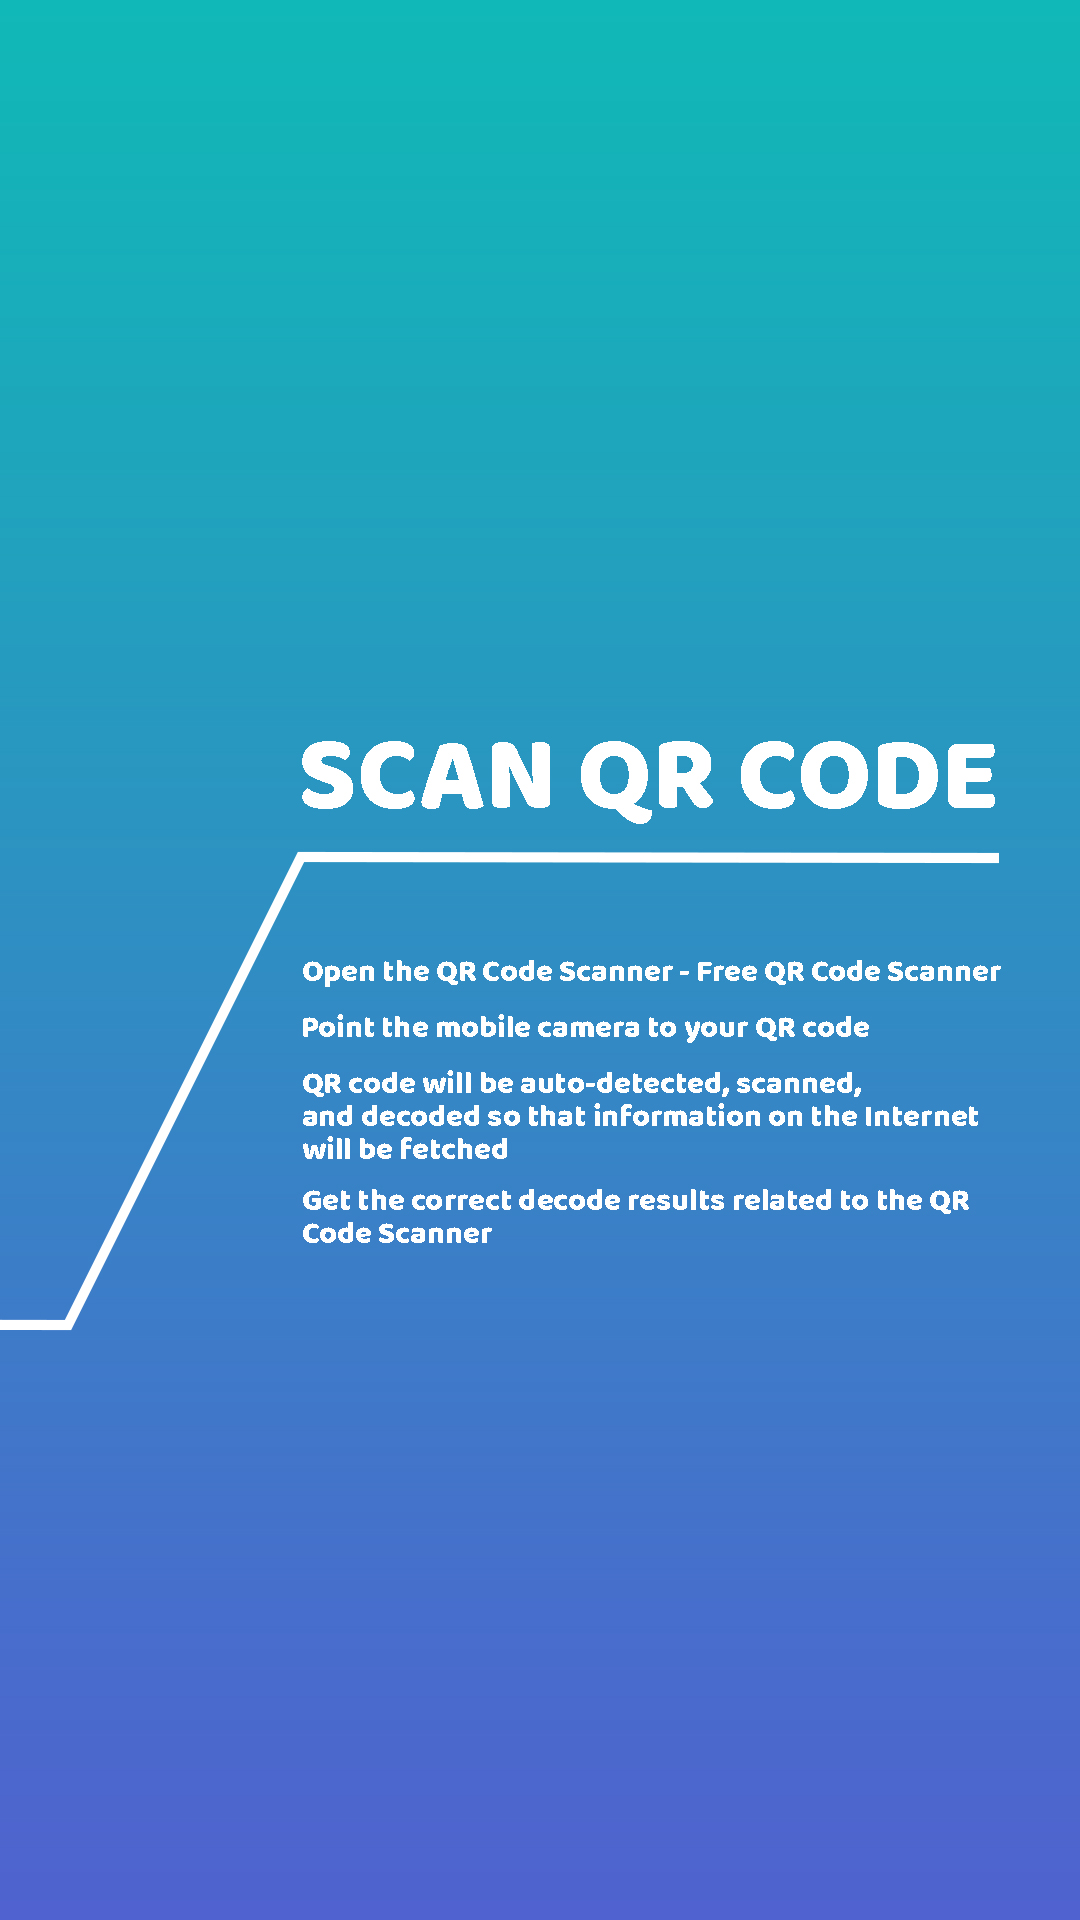 SCAN QR CODE
Open the QR Code Scanner - Free QR Code Scanner
Point the mobile camera to your QR code
QR code will be auto-detected, scanned,
and decoded so that information on the Internet
will be fetched
Get the correct decode results related to the QR
Code Scanner